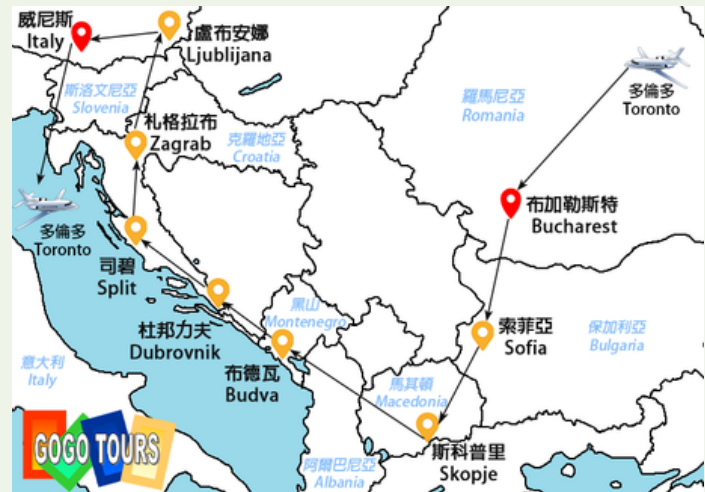 威尼斯
Italy
盧布安娜
Ljublijana
斯洛文尼亞
Slovenia
札格拉布
Zagrab
克羅地亞
Croatia
羅馬尼亞
Romania
多倫多
Toronto
布加勒斯特
Bucharest
多倫多
Toronto
司碧
Split
杜邦力夫
Dubrovnik
黑山
Montenegro
布德瓦
Budva
索菲亞
Sofia
保加利亞
Bulgaria
意大利
Italy
馬其頓
Macedonia
斯科普里
Skopje
阿爾巴尼亞
Albania
GOGO TOURS